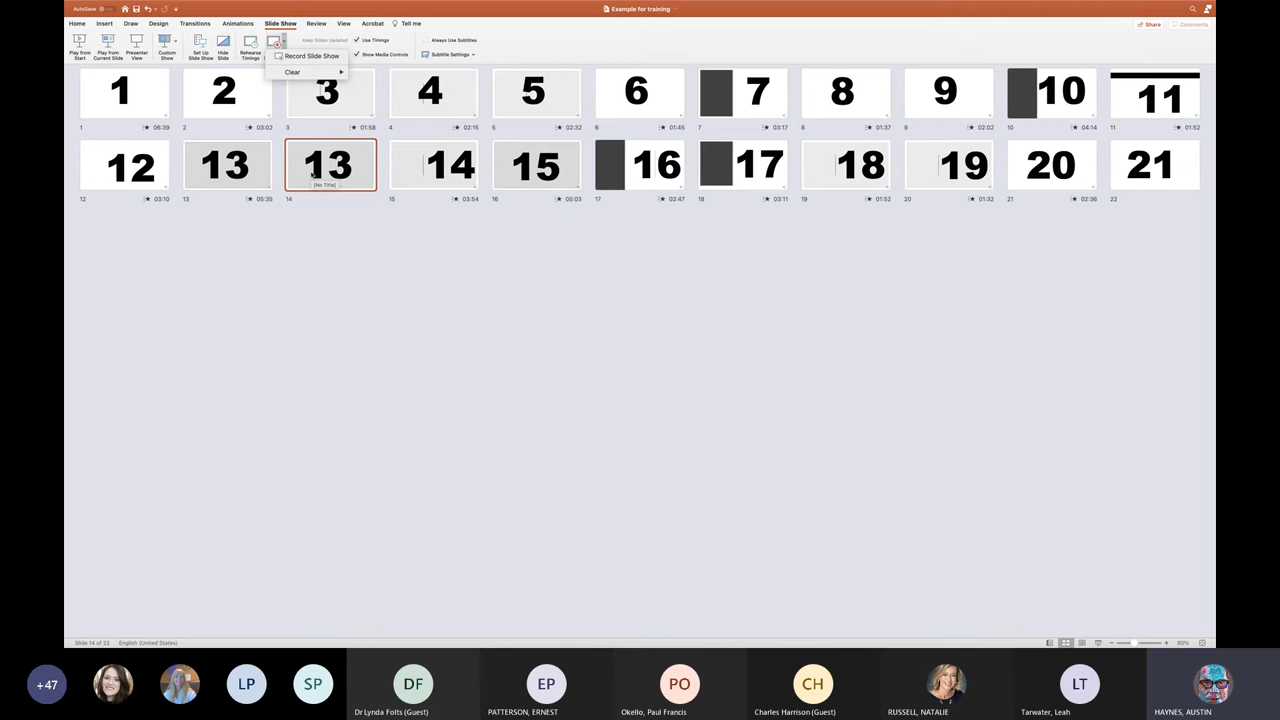 AutoSave
Example for training
Home Insert Draw Design Transitions Animations Slide Show Review View Acrobat Tell me
Share Comments
Keep Slides Updated Use Timings Always Use Subtitles
Play from Start
Play from Current Slide
Presenter View
Custom Show
Set Up Slide Show
Hide Slide
Rehearse Timings
Show Media Controls Subtitle Settings
Record Slide Show
Clear
1 2 3 4 5 6 7 8 9 10 11
1 06:39 2 03:02 3 01:58 4 02:15 5 02:32 6 01:45 7 03:17 8 01:37 9 02:02 10 04:14 11 01:52
12 13 13 14 15 16 17 18 19 20 21
[No Title]
12 03:10 13 05:35 14 15 03:54 16 05:03 17 02:47 18 03:11 19 01:52 20 01:32 21 02:36 22
Slide 14 of 22 English (United States) 80%
+47 LP SP DF EP PO CH LT
Dr Lynda Folts (Guest) PATTERSON, ERNEST Okello, Paul Francis Charles Harrison (Guest) RUSSELL, NATALIE Tarwater, Leah HAYNES, AUSTIN